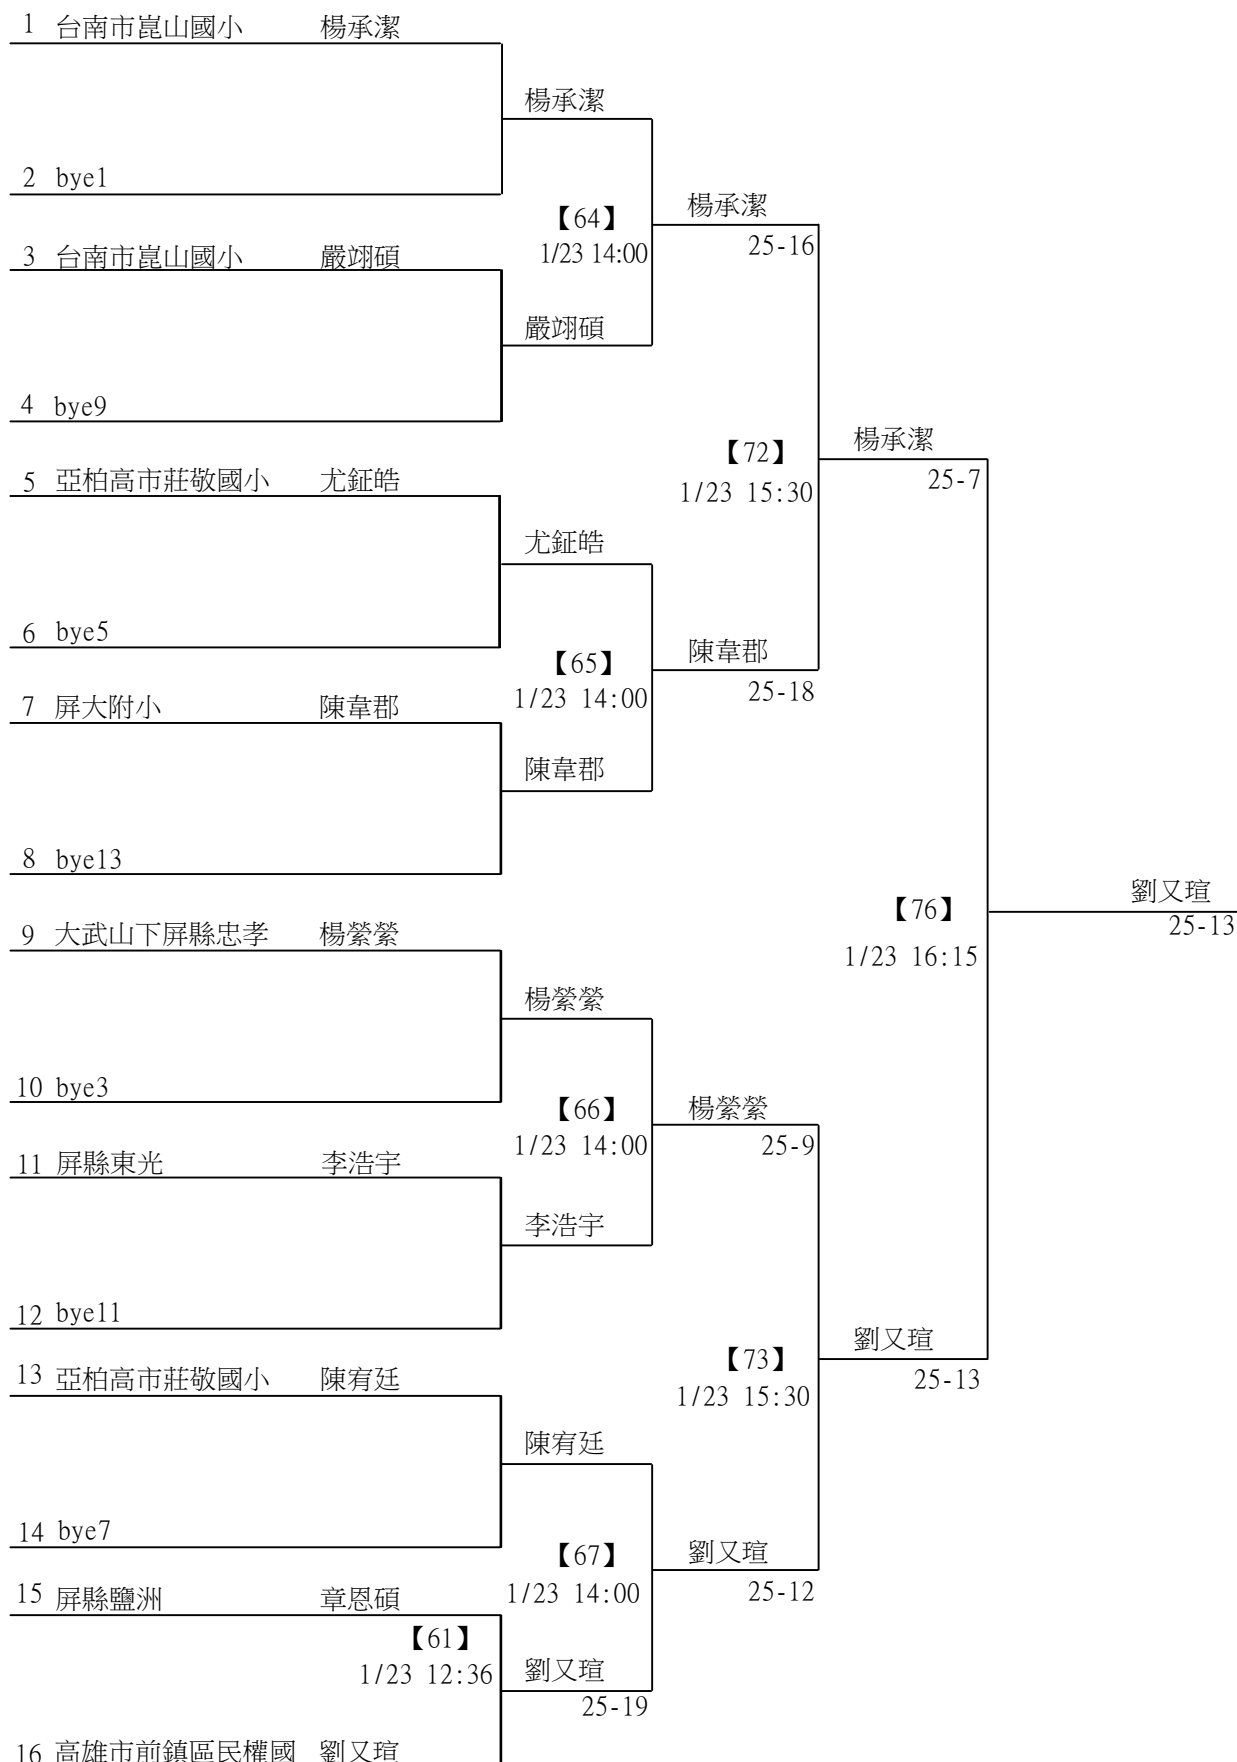 1 台南市崑山國小 楊承潔
楊承潔
2 bye1
【64】
楊承潔
1/23 14:00
25-16
3 台南市崑山國小 嚴翊碩
嚴翊碩
4 bye9
【72】
楊承潔
1/23 15:30
25-7
5 亞柏高市莊敬國小 尤鉦皓
尤鉦皓
6 bye5
【65】
陳韋郡
1/23 14:00
25-18
7 屏大附小 陳韋郡
陳韋郡
8 bye13
【76】
劉又瑄
1/23 16:15
25-13
9 大武山下屏縣忠孝 楊縈縈
楊縈縈
10 bye3
【66】
楊縈縈
1/23 14:00
25-9
11 屏縣東光 李浩宇
李浩宇
12 bye11
【73】
劉又瑄
1/23 15:30
25-13
13 亞柏高市莊敬國小 陳宥廷
陳宥廷
14 bye7
【67】
劉又瑄
1/23 14:00
25-12
15 屏縣鹽洲 章恩碩
【61】
1/23 12:36
劉又瑄
25-19
16 高雄市前鎮區民權國 劉又瑄